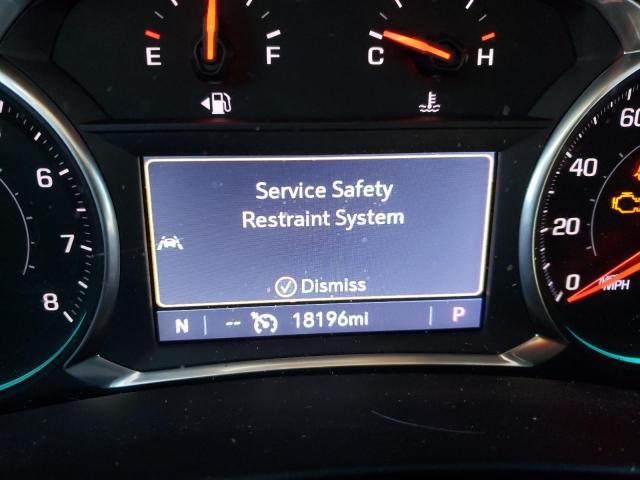 E F C H
6 60
40
Service Safety
Restraint System
7 20
Dismiss
8 0 MPH
N -- 18196mi P